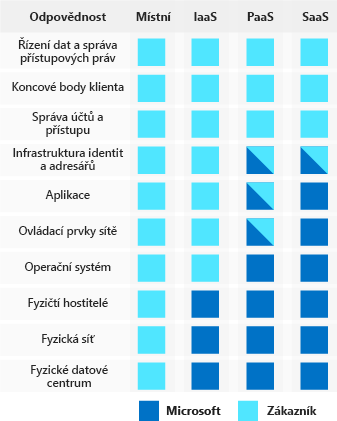 Odpovědnost Místní IaaS PaaS SaaS
Řízení dat a správa
přístupových práv
Koncové body klienta
Správa účtů a
přístupu
Infrastruktura identit
a adresářů
Aplikace
Ovládací prvky sítě
Operační systém
Fyzičtí hostitelé
Fyzická síť
Fyzické datové
centrum
Microsoft Zákazník